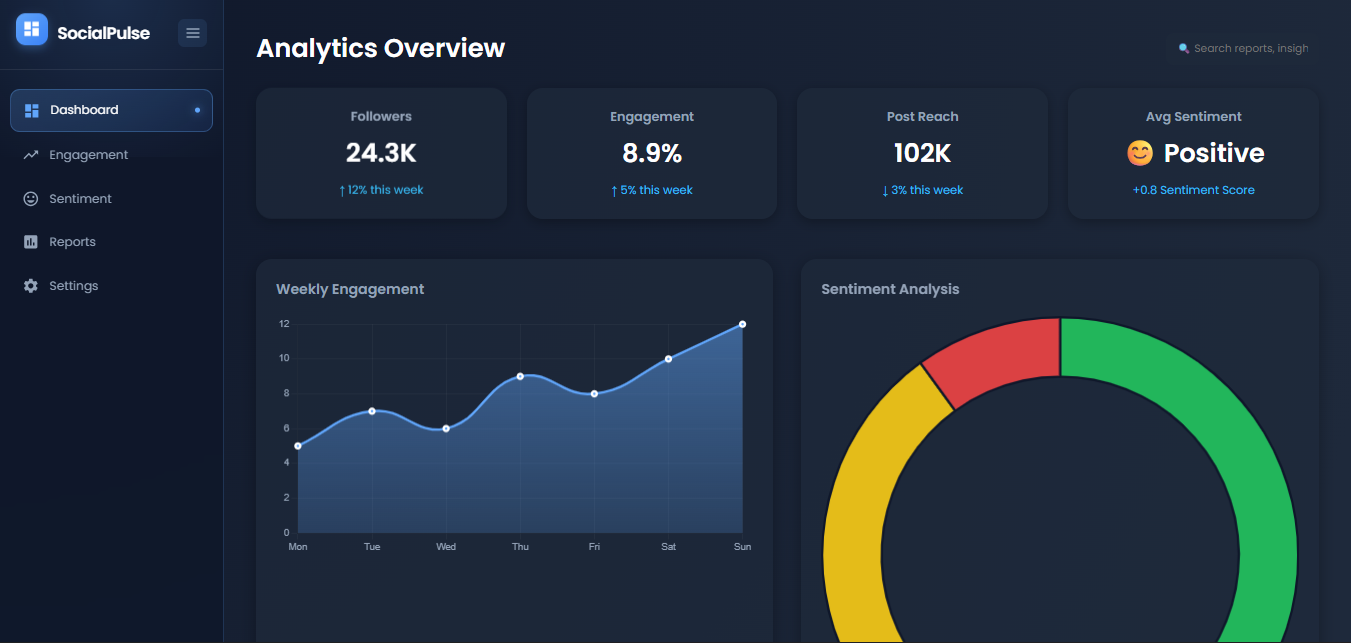 SocialPulse
Dashboard
Engagement
Sentiment
Reports
Settings
Analytics Overview
Search reports, insigh
Followers
24.3K
↑ 12% this week
Engagement
8.9%
↑ 5% this week
Post Reach
102K
↓ 3% this week
Avg Sentiment
😊 Positive
+0.8 Sentiment Score
Weekly Engagement
12
10
8
6
4
2
0
Mon Tue Wed Thu Fri Sat Sun
Sentiment Analysis